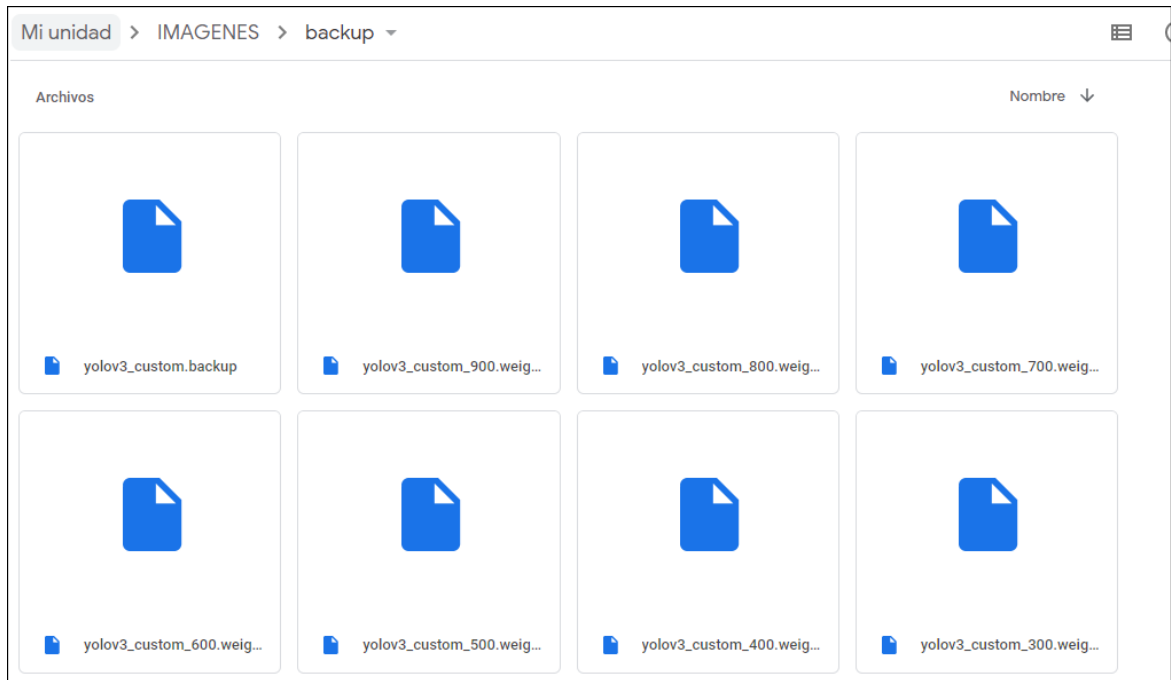 Mi unidad > IMAGENES > backup
Archivos
Nombre
yolov3_custom.backup
yolov3_custom_900.weig...
yolov3_custom_800.weig...
yolov3_custom_700.weig...
yolov3_custom_600.weig...
yolov3_custom_500.weig...
yolov3_custom_400.weig...
yolov3_custom_300.weig...